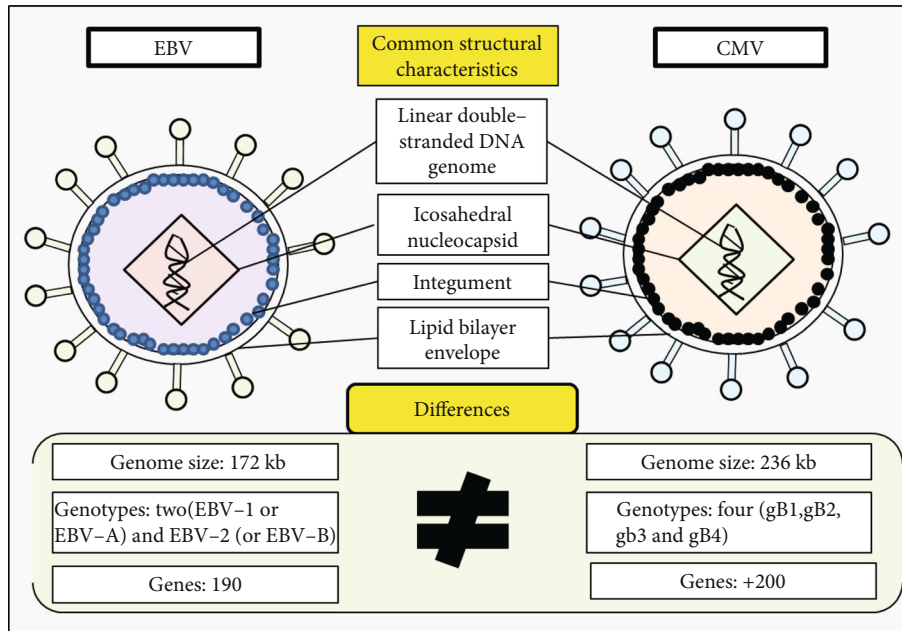 EBV
Common structural
characteristics
CMV
Linear double–
stranded DNA
genome
Icosahedral
nucleocapsid
Integument
Lipid bilayer
envelope
Differences
Genome size: 172 kb
Genotypes: two(EBV–1 or
EBV–A) and EBV–2 (or EBV–B)
Genes: 190
≠
Genome size: 236 kb
Genotypes: four (gB1,gB2,
gb3 and gB4)
Genes: +200